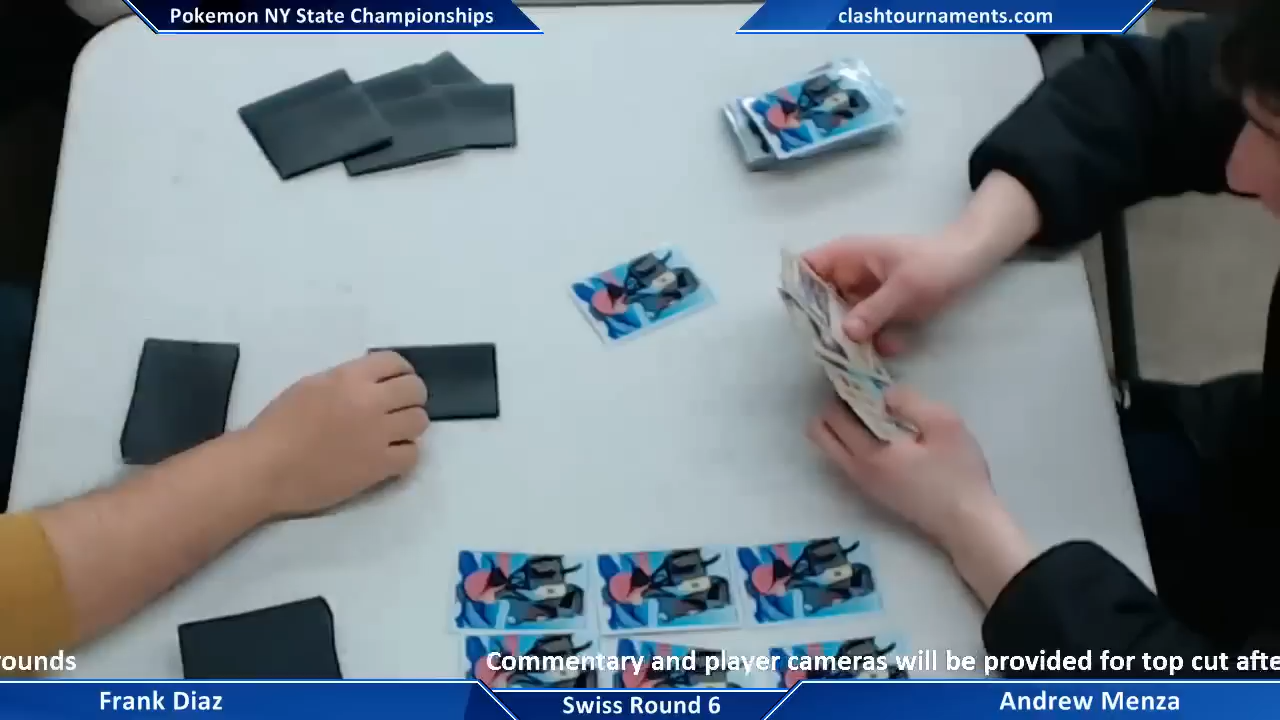 Pokemon NY State Championships
clashtournaments.com
rounds
Commentary and player cameras will be provided for top cut afte
Frank Diaz
Swiss Round 6
Andrew Menza